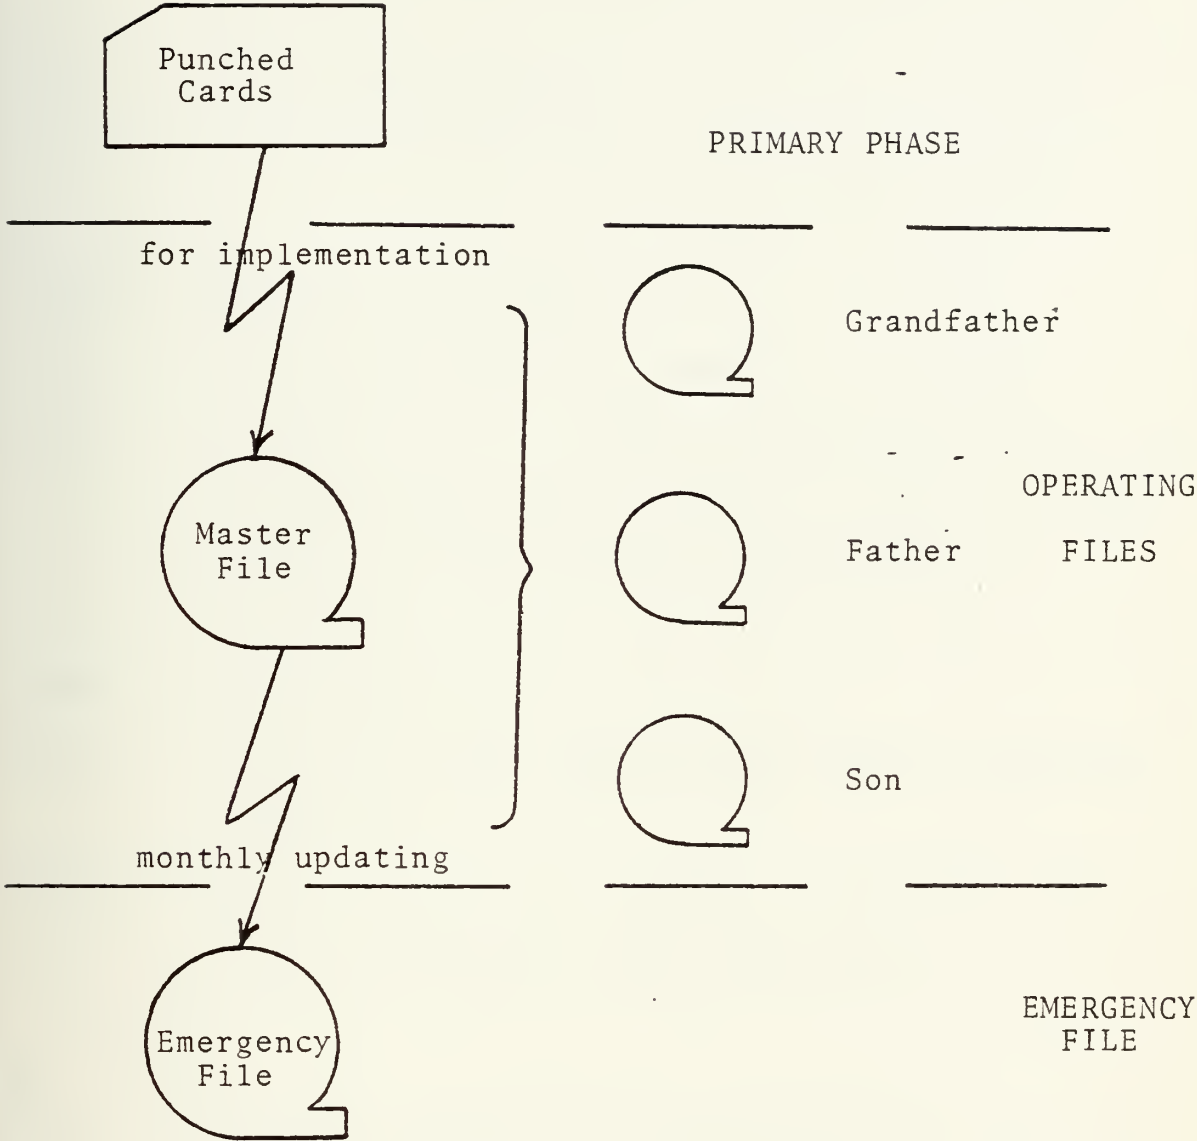 Punched
Cards
PRIMARY PHASE
for implementation
Grandfather
Master
File
OPERATING
Father FILES
Son
monthly updating
Emergency
File
EMERGENCY
FILE